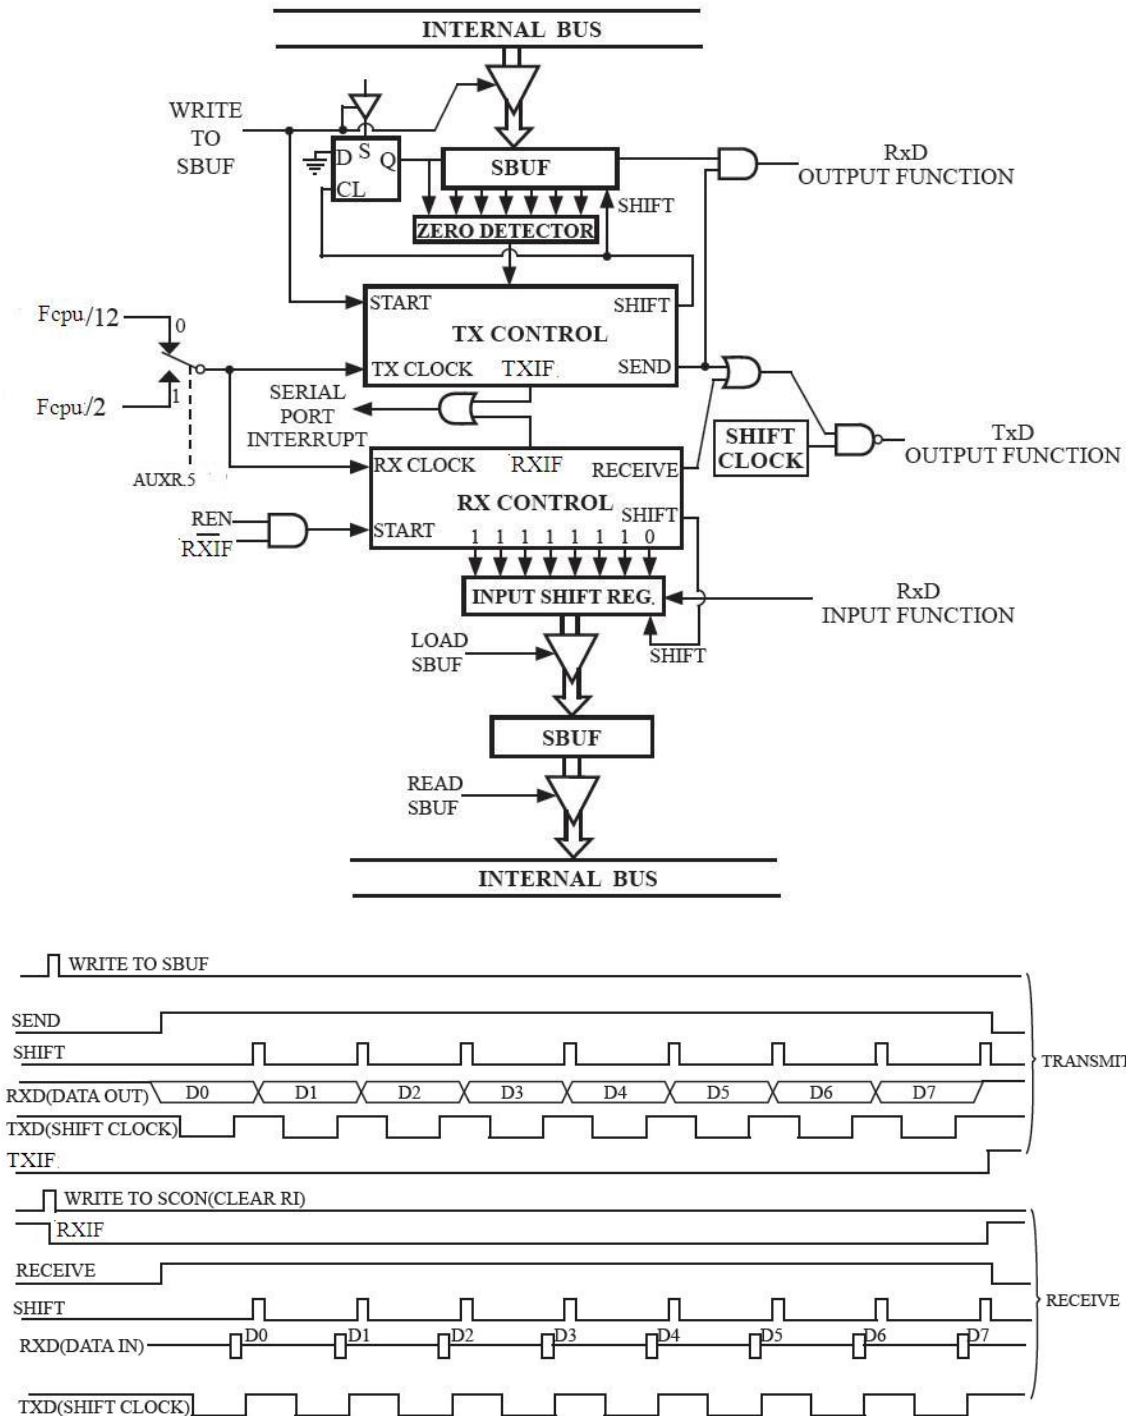 INTERNAL BUS
WRITE
TO
SBUF
D S Q
CL
SBUF
SHIFT
ZERO DETECTOR
RxD
OUTPUT FUNCTION
START
SHIFT
TX CONTROL
TX CLOCK
TXIF
SEND
Fcpu/12
0
1
Fcpu/2
AUXR.5
SERIAL
PORT
INTERRUPT
SHIFT
CLOCK
TxD
OUTPUT FUNCTION
RX CLOCK
RXIF
RECEIVE
RX CONTROL
SHIFT
START
1 1 1 1 1 1 1 0
REN
RXIF
INPUT SHIFT REG.
RxD
INPUT FUNCTION
LOAD
SBUF
SHIFT
SBUF
READ
SBUF
INTERNAL BUS
WRITE TO SBUF
SEND
SHIFT
RXD(DATA OUT) D0 D1 D2 D3 D4 D5 D6 D7
TXD(SHIFT CLOCK)
TXIF
TRANSMIT
WRITE TO SCON(CLEAR RI)
RXIF
RECEIVE
SHIFT
RXD(DATA IN) D0 D1 D2 D3 D4 D5 D6 D7
TXD(SHIFT CLOCK)
RECEIVE